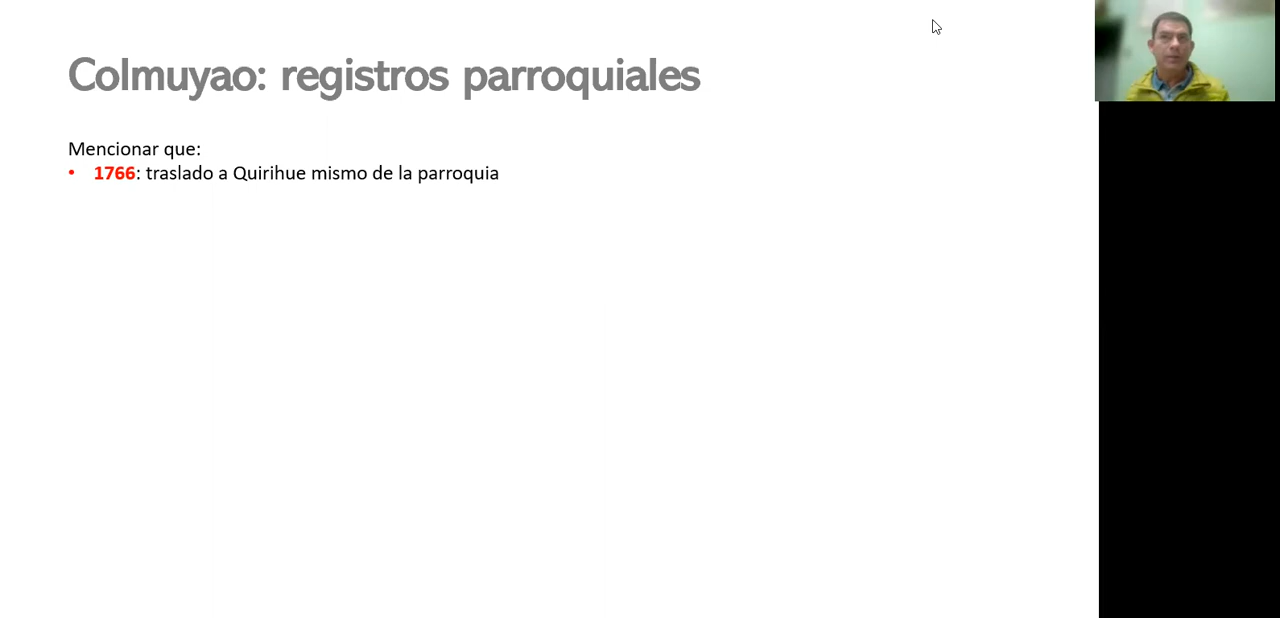 Colmuyao: registros parroquiales
Mencionar que:
• 1766: traslado a Quirihue mismo de la parroquia